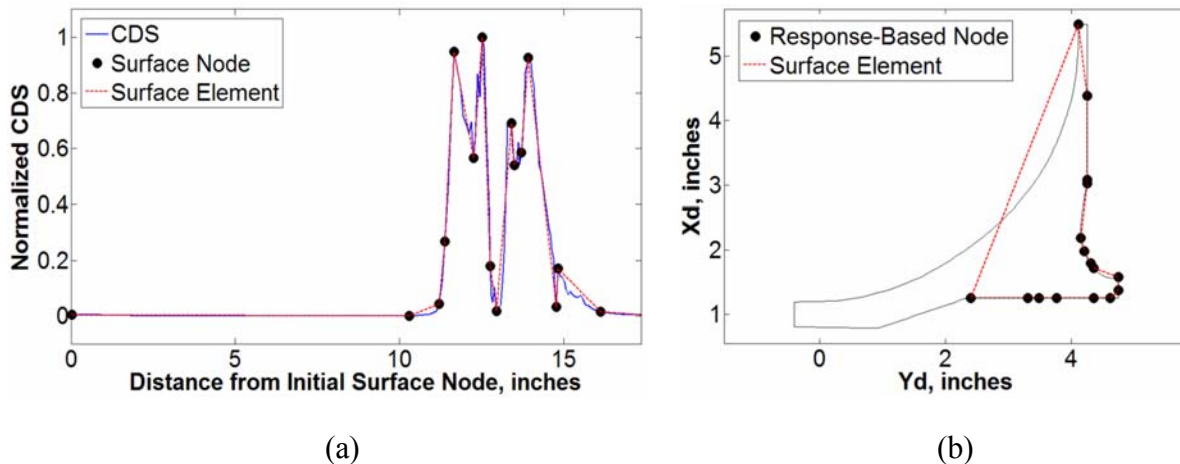 CDS
Surface Node
Surface Element
1
0.8
0.6
0.4
0.2
0
0 5 10 15
Normalized CDS
Distance from Initial Surface Node, inches
(a)
Response-Based Node
Surface Element
5
4
3
2
1
0 2 4
Xd, inches
Yd, inches
(b)